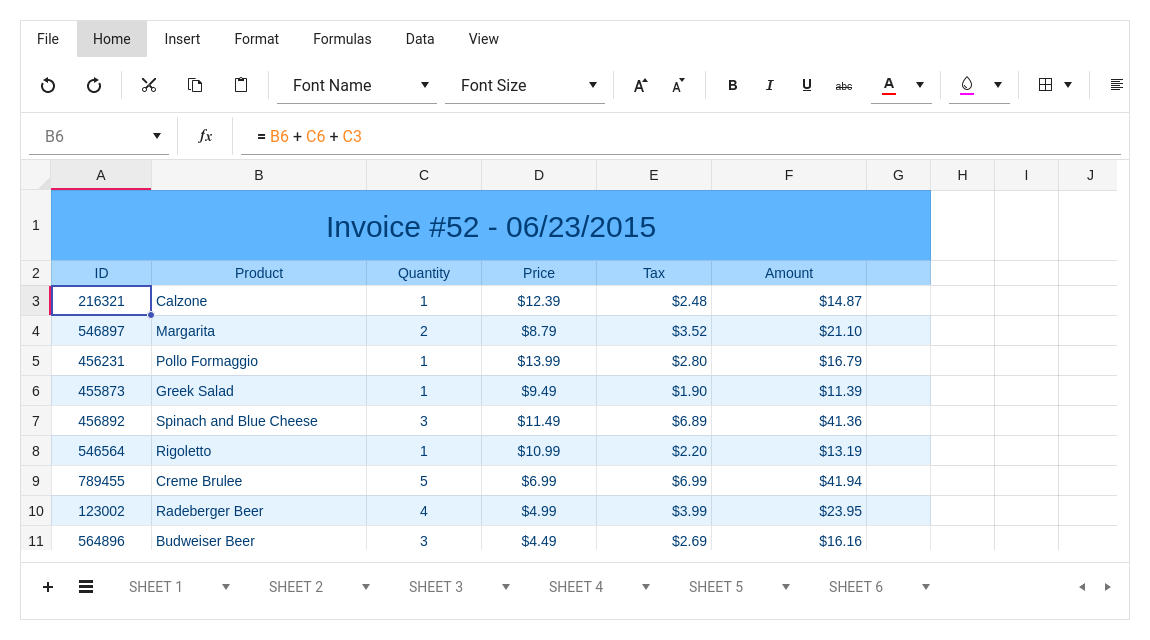 File Home Insert Format Formulas Data View
Font Name Font Size A A B I U abc A
B6 fx = B6 + C6 + C3
A B C D E F G H I J
1 Invoice #52 - 06/23/2015
2 ID Product Quantity Price Tax Amount
3 216321 Calzone 1 $12.39 $2.48 $14.87
4 546897 Margarita 2 $8.79 $3.52 $21.10
5 456231 Pollo Formaggio 1 $13.99 $2.80 $16.79
6 455873 Greek Salad 1 $9.49 $1.90 $11.39
7 456892 Spinach and Blue Cheese 3 $11.49 $6.89 $41.36
8 546564 Rigoletto 1 $10.99 $2.20 $13.19
9 789455 Creme Brulee 5 $6.99 $6.99 $41.94
10 123002 Radeberger Beer 4 $4.99 $3.99 $23.95
11 564896 Budweiser Beer 3 $4.49 $2.69 $16.16
SHEET 1 SHEET 2 SHEET 3 SHEET 4 SHEET 5 SHEET 6